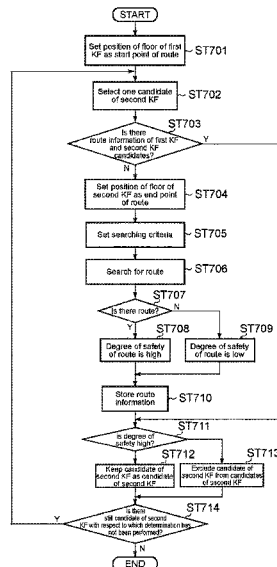 START
Set position of floor of first
KF as start point of route
ST701
Select one candidate
of second KF
ST702
ST703
Is there
route information of first KF
and second KF
candidates?
Y
N
Set position of floor of
second KF as end point of
route
ST704
Set searching criteria
ST705
Search for route
ST706
ST707
Is there route?
N
Y
ST708
ST709
Degree of safety
of route is high
Degree of safety
of route is low
Store route
information
ST710
ST711
Is degree of
safety high?
ST712
ST713
Keep candidate of
second KF as candidate
of second KF
Exclude candidate of
second KF from candidates
of second KF
ST714
Is there
still candidate of second
KF with respect to which determination has
not been performed?
Y
N
END